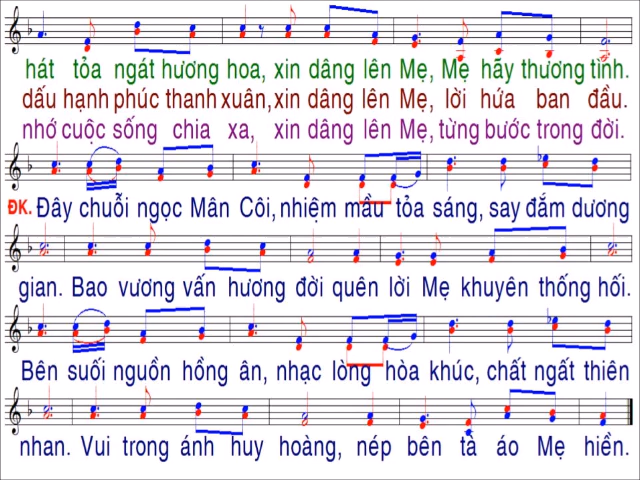 hát tỏa ngát hương hoa, xin dâng lên Mẹ, Mẹ hãy thương tình.
dấu hạnh phúc thanh xuân, xin dâng lên Mẹ, lời hứa ban đầu.
nhớ cuộc sống chia xa, xin dâng lên Mẹ, từng bước trong đời.
ĐK. Đây chuỗi ngọc Mân Côi, nhiệm mầu tỏa sáng, say đắm dương
gian. Bao vương vấn hương đời quên lời Mẹ khuyên thống hối.
Bên suối nguồn hồng ân, nhạc lòng hòa khúc, chất ngất thiên
nhan. Vui trong ánh huy hoàng, nép bên tà áo Mẹ hiền.